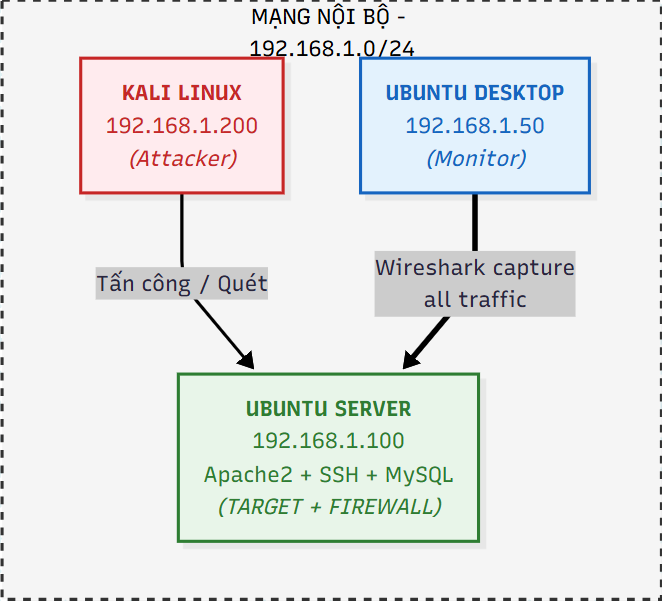 MẠNG NỘI BỘ -
192.168.1.0/24
KALI LINUX
192.168.1.200
(Attacker)
UBUNTU DESKTOP
192.168.1.50
(Monitor)
Tấn công / Quét
Wireshark capture
all traffic
UBUNTU SERVER
192.168.1.100
Apache2 + SSH + MySQL
(TARGET + FIREWALL)